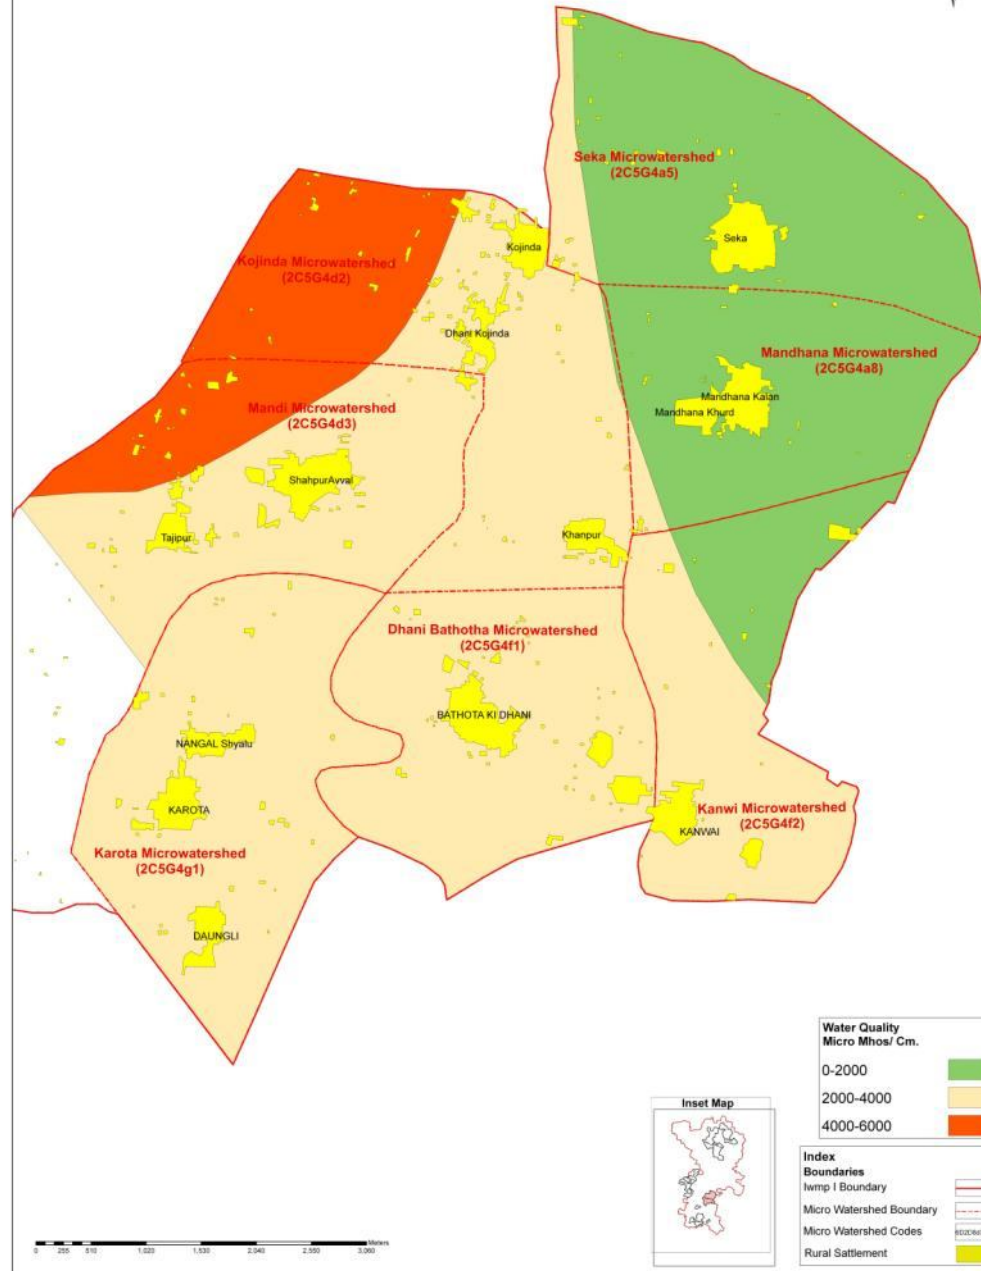 Seka Microwatershed
(2C5G4a5)
Seka
Kojinda
Kojinda Microwatershed
(2C5G4d2)
Dhani Kojinda
Mandhana Microwatershed
(2C5G4a8)
Mandhana Kalan
Mandhana Khurd
Mandi Microwatershed
(2C5G4d3)
ShahpurAvval
Tajipur
Khanpur
Dhani Bathotha Microwatershed
(2C5G4f1)
BATHOTA KI DHANI
NANGAL Shyalu
KAROTA
Kanwi Microwatershed
(2C5G4f2)
KANWAI
Karota Microwatershed
(2C5G4g1)
DAUNGLI
Water Quality
Micro Mhos/ Cm.
0-2000
2000-4000
4000-6000
Inset Map
Index
Boundaries
Iwmp I Boundary
Micro Watershed Boundary
Micro Watershed Codes
Rural Sattlement
Meters
0 255 510 1,020 1,530 2,040 2,550 3,060